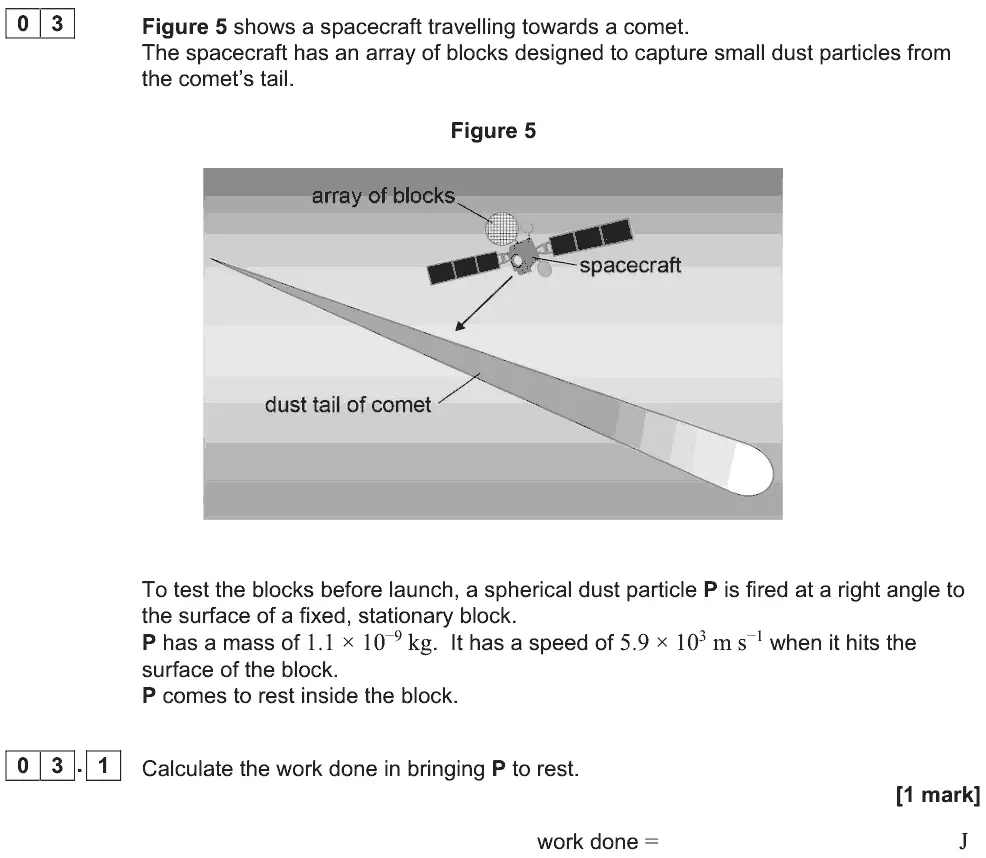 0 3
Figure 5 shows a spacecraft travelling towards a comet.
The spacecraft has an array of blocks designed to capture small dust particles from
the comet's tail.
Figure 5
array of blocks
spacecraft
dust tail of comet
To test the blocks before launch, a spherical dust particle P is fired at a right angle to
the surface of a fixed, stationary block.
P has a mass of 1.1 × 10⁻⁹ kg. It has a speed of 5.9 × 10³ m s⁻¹ when it hits the
surface of the block.
P comes to rest inside the block.
0 3 . 1 Calculate the work done in bringing P to rest.
[1 mark]
work done = J